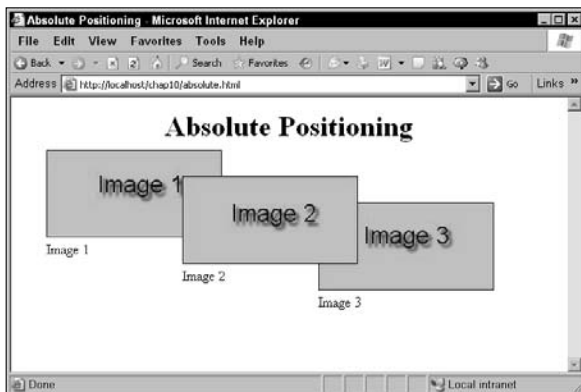 Absolute Positioning - Microsoft Internet Explorer
File Edit View Favorites Tools Help
Back Search Favorites
Address http://localhost/chap10/absolute.html Go Links »
Absolute Positioning
Image 1
Image 2
Image 3
Image 1
Image 2
Image 3
Done Local intranet